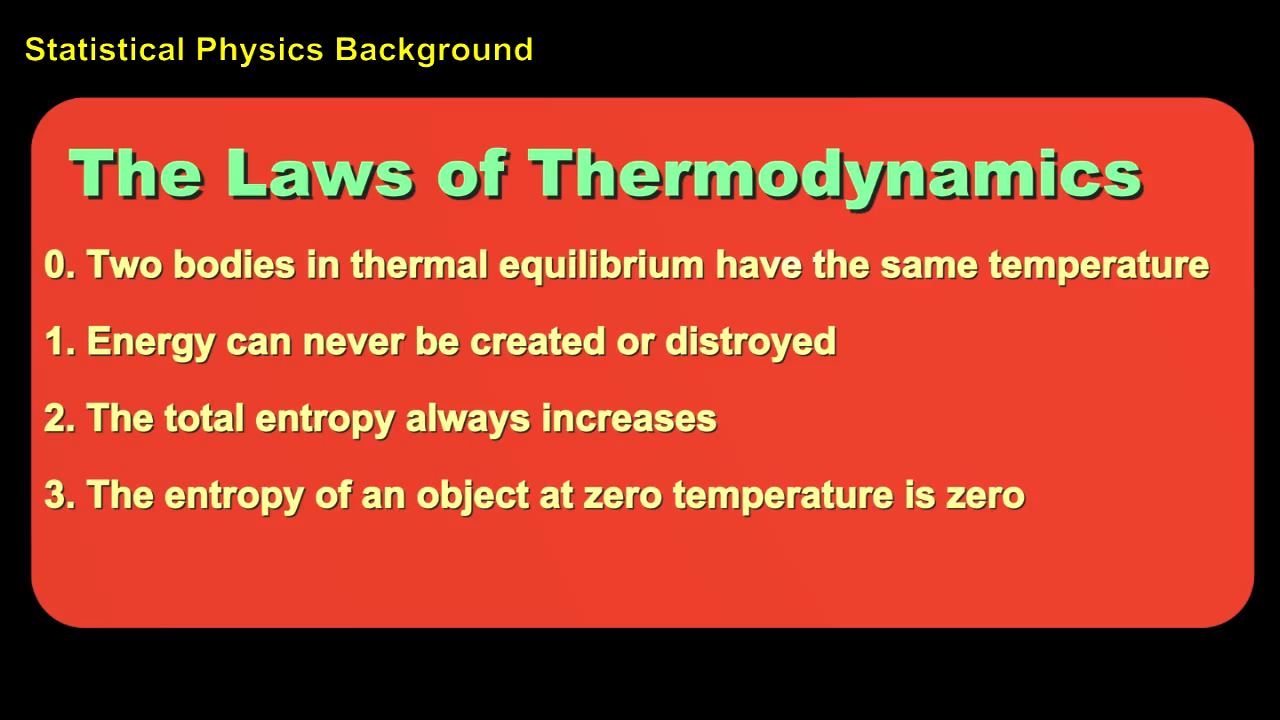 Statistical Physics Background
The Laws of Thermodynamics
0. Two bodies in thermal equilibrium have the same temperature
1. Energy can never be created or distroyed
2. The total entropy always increases
3. The entropy of an object at zero temperature is zero